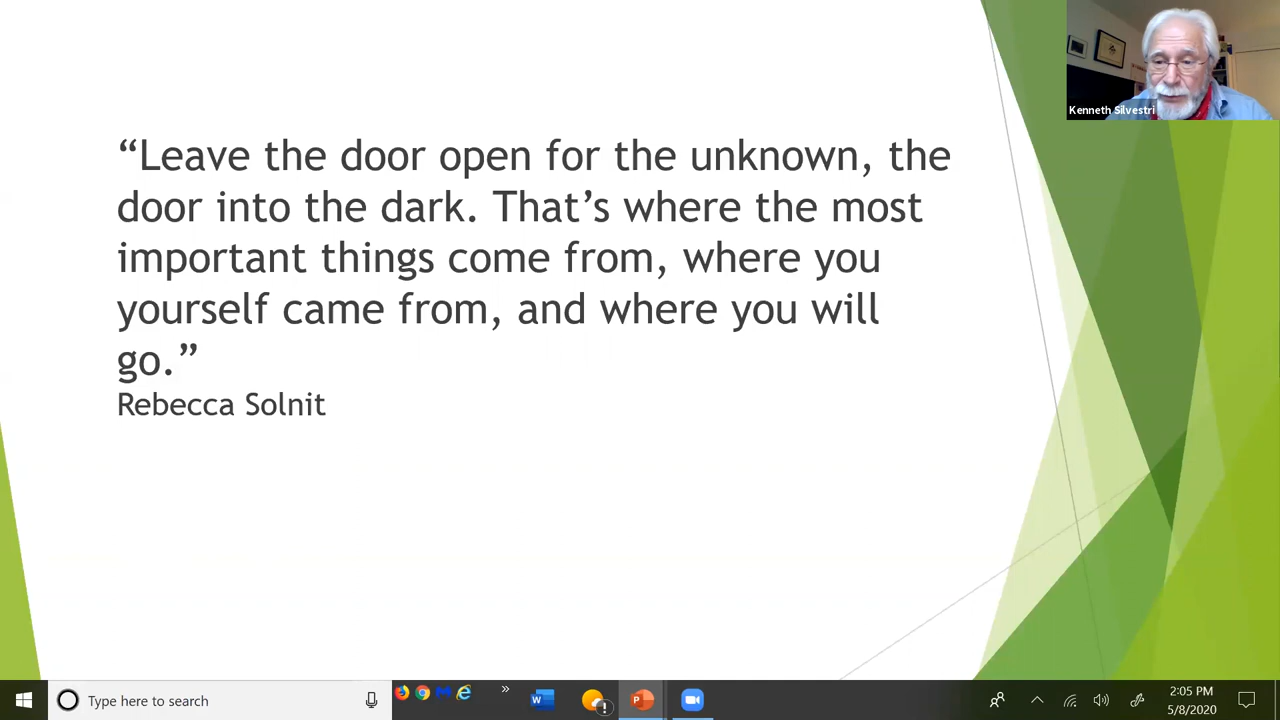 Kenneth Silvestri
“Leave the door open for the unknown, the
door into the dark. That’s where the most
important things come from, where you
yourself came from, and where you will
go.”
Rebecca Solnit
Type here to search
2:05 PM
5/8/2020